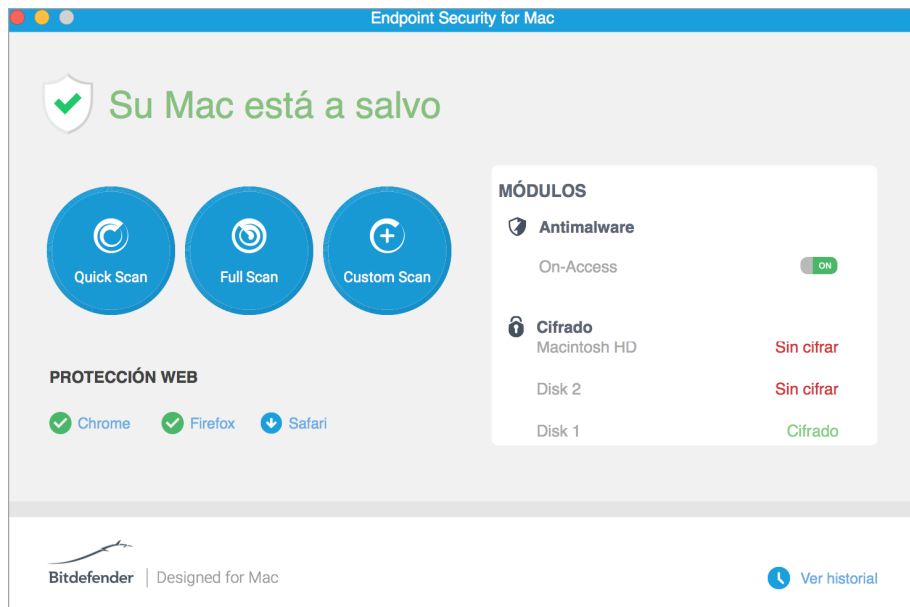 Endpoint Security for Mac
Su Mac está a salvo
Quick Scan
Full Scan
Custom Scan
PROTECCIÓN WEB
Chrome
Firefox
Safari
MÓDULOS
Antimalware
On-Access
ON
Cifrado
Macintosh HD
Sin cifrar
Disk 2
Sin cifrar
Disk 1
Cifrado
Bitdefender
Designed for Mac
Ver historial